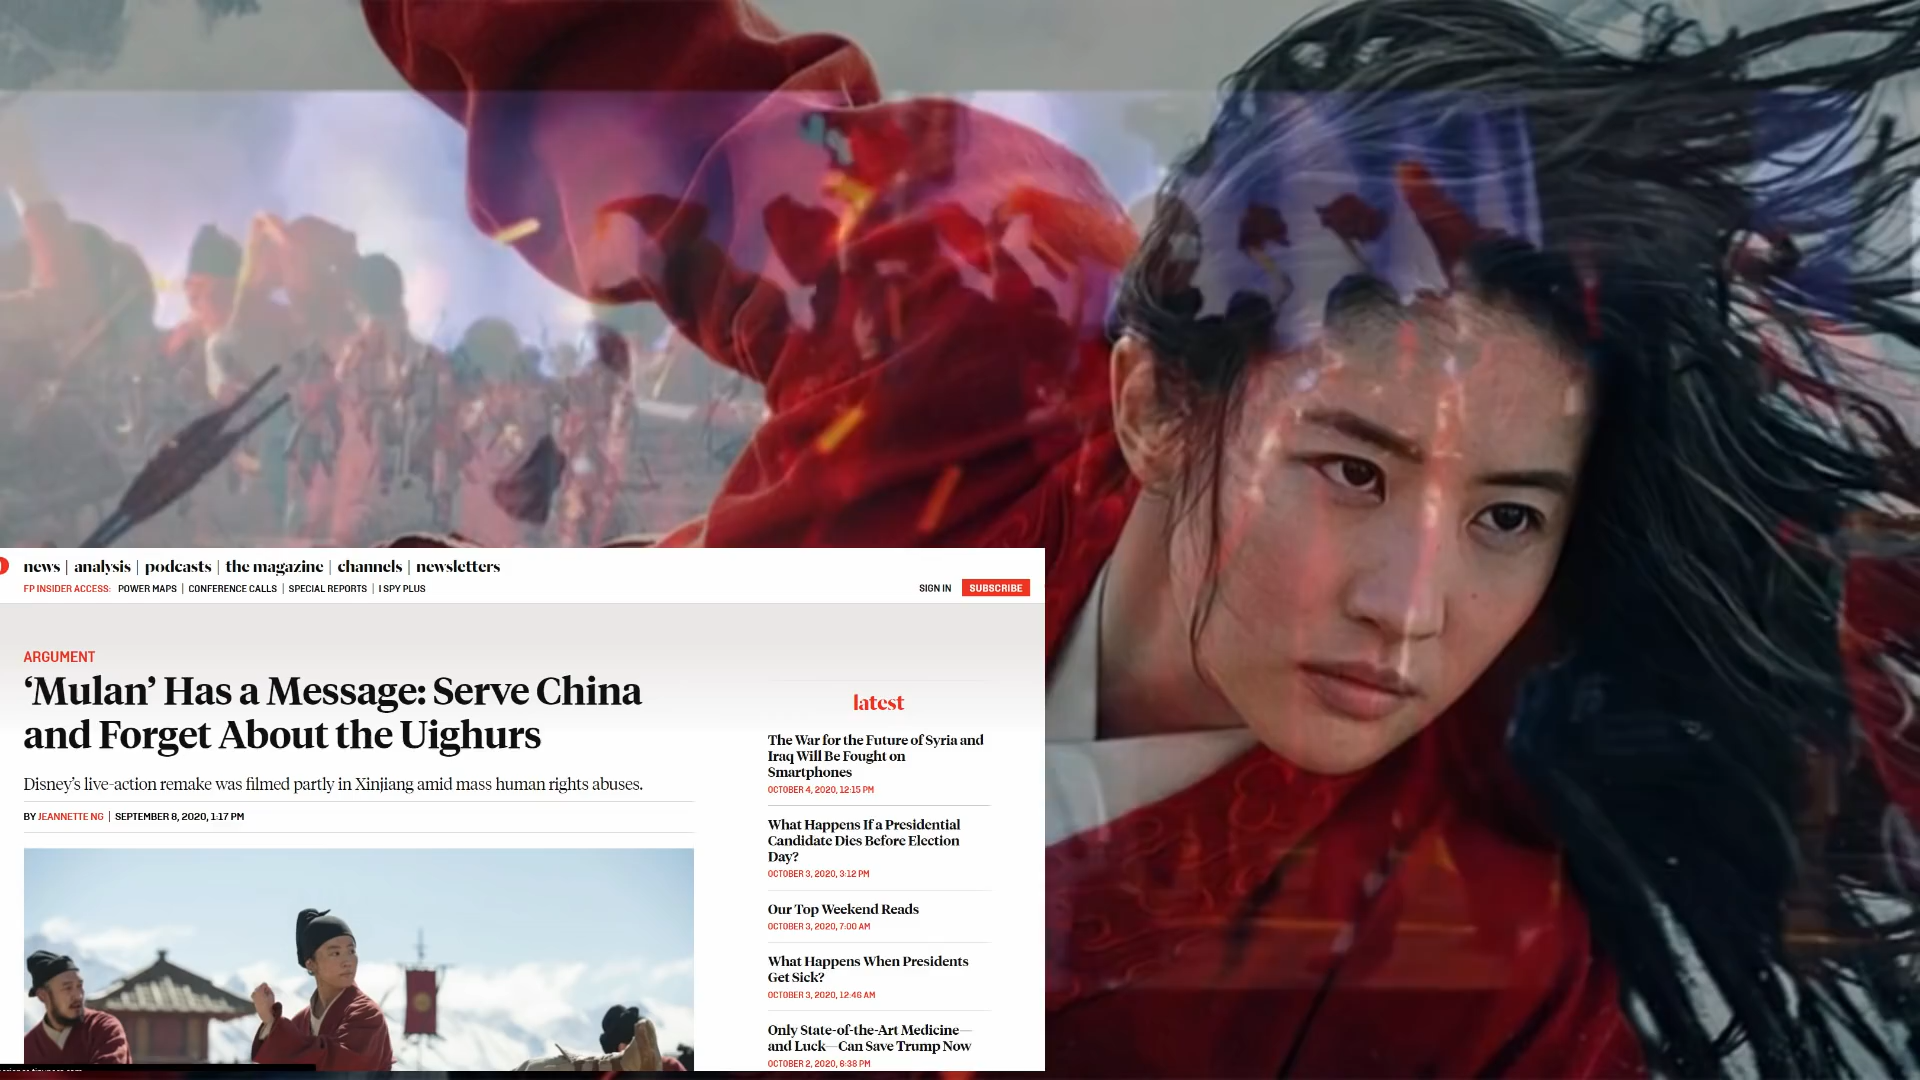 news | analysis | podcasts | the magazine | channels | newsletters
FP INSIDER ACCESS: POWER MAPS | CONFERENCE CALLS | SPECIAL REPORTS | I SPY PLUS
SIGN IN SUBSCRIBE
ARGUMENT
‘Mulan’ Has a Message: Serve China
and Forget About the Uighurs
Disney’s live-action remake was filmed partly in Xinjiang amid mass human rights abuses.
BY JEANNETTE NG | SEPTEMBER 8, 2020, 1:17 PM
latest
The War for the Future of Syria and
Iraq Will Be Fought on
Smartphones
OCTOBER 4, 2020, 12:15 PM
What Happens If a Presidential
Candidate Dies Before Election
Day?
OCTOBER 3, 2020, 3:12 PM
Our Top Weekend Reads
OCTOBER 3, 2020, 7:00 AM
What Happens When Presidents
Get Sick?
OCTOBER 3, 2020, 12:46 AM
Only State-of-the-Art Medicine—
and Luck—Can Save Trump Now
OCTOBER 2, 2020, 6:38 PM